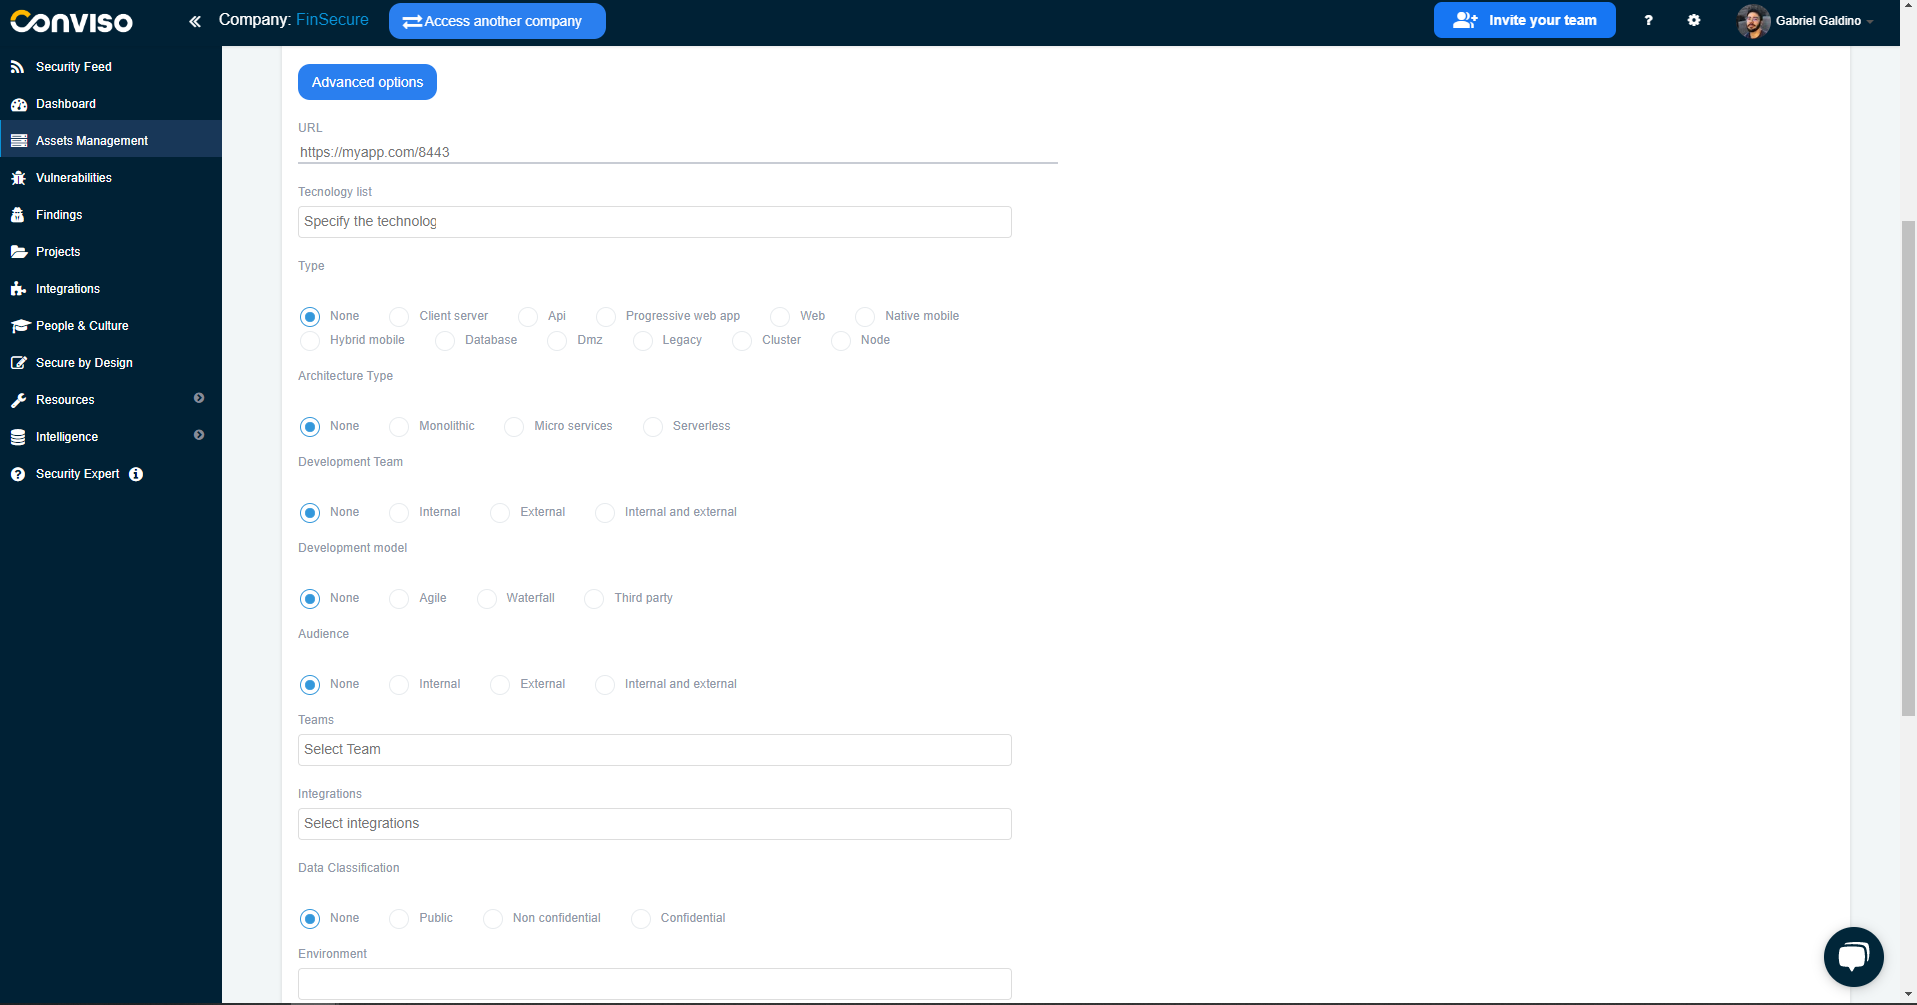 CONVISO
Company: FinSecure
Access another company
Invite your team
?
Gabriel Galdino
Security Feed
Dashboard
Assets Management
Vulnerabilities
Findings
Projects
Integrations
People & Culture
Secure by Design
Resources
Intelligence
Security Expert
Advanced options
URL
https://myapp.com/8443
Tecnology list
Specify the technolog
Type
None Client server Api Progressive web app Web Native mobile
Hybrid mobile Database Dmz Legacy Cluster Node
Architecture Type
None Monolithic Micro services Serverless
Development Team
None Internal External Internal and external
Development model
None Agile Waterfall Third party
Audience
None Internal External Internal and external
Teams
Select Team
Integrations
Select integrations
Data Classification
None Public Non confidential Confidential
Environment